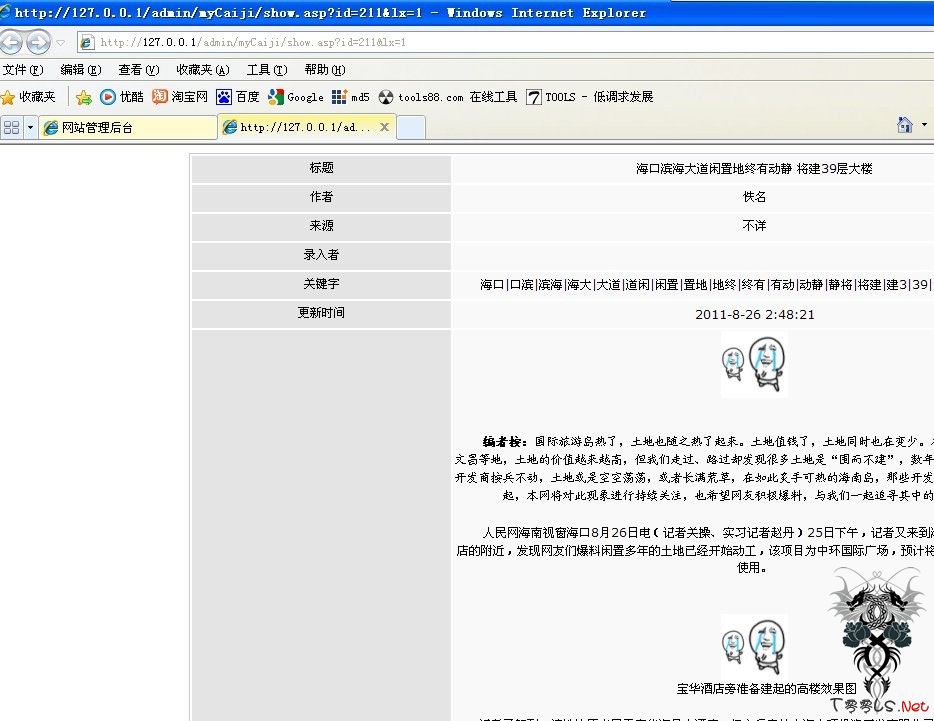 http://127.0.0.1/admin/myCaiji/show.asp?id=211&lx=1 - Windows Internet Explorer
http://127.0.0.1/admin/myCaiji/show.asp?id=211&lx=1
文件(F) 编辑(E) 查看(V) 收藏夹(A) 工具(T) 帮助(H)
收藏夹 优酷 淘宝网 百度 Google md5 tools88.com 在线工具 TOOLS - 低调求发展
网站管理后台 http://127.0.0.1/ad...
标题 海口滨海大道闲置地终有动静 将建39层大楼
作者 佚名
来源 不详
录入者
关键字 海口|口滨|滨海|海大|大道|道闲|闲置|置地|地终|终有|有动|动静|静将|将建|建3|39|
更新时间 2011-8-26 2:48:21
编者按：国际旅游岛热了，土地也随之热了起来。土地值钱了，土地同时也在变少。
文昌等地，土地的价值越来越高，但我们走过、路过却发现很多土地是“围而不建”，数年
开发商按兵不动，土地或是空空荡荡，或者长满荒草，在如此炙手可热的海南岛，那些开发
起，本网将对此现象进行持续关注，也希望网友积极爆料，与我们一起追寻其中的
人民网海南视窗海口8月26日电（记者关操、实习记者赵丹）25日下午，记者又来到
店的附近，发现网友们爆料闲置多年的土地已经开始动工，该项目为中环国际广场，预计将
使用。
宝华酒店旁准备建起的高楼效果图
T00LS.Net